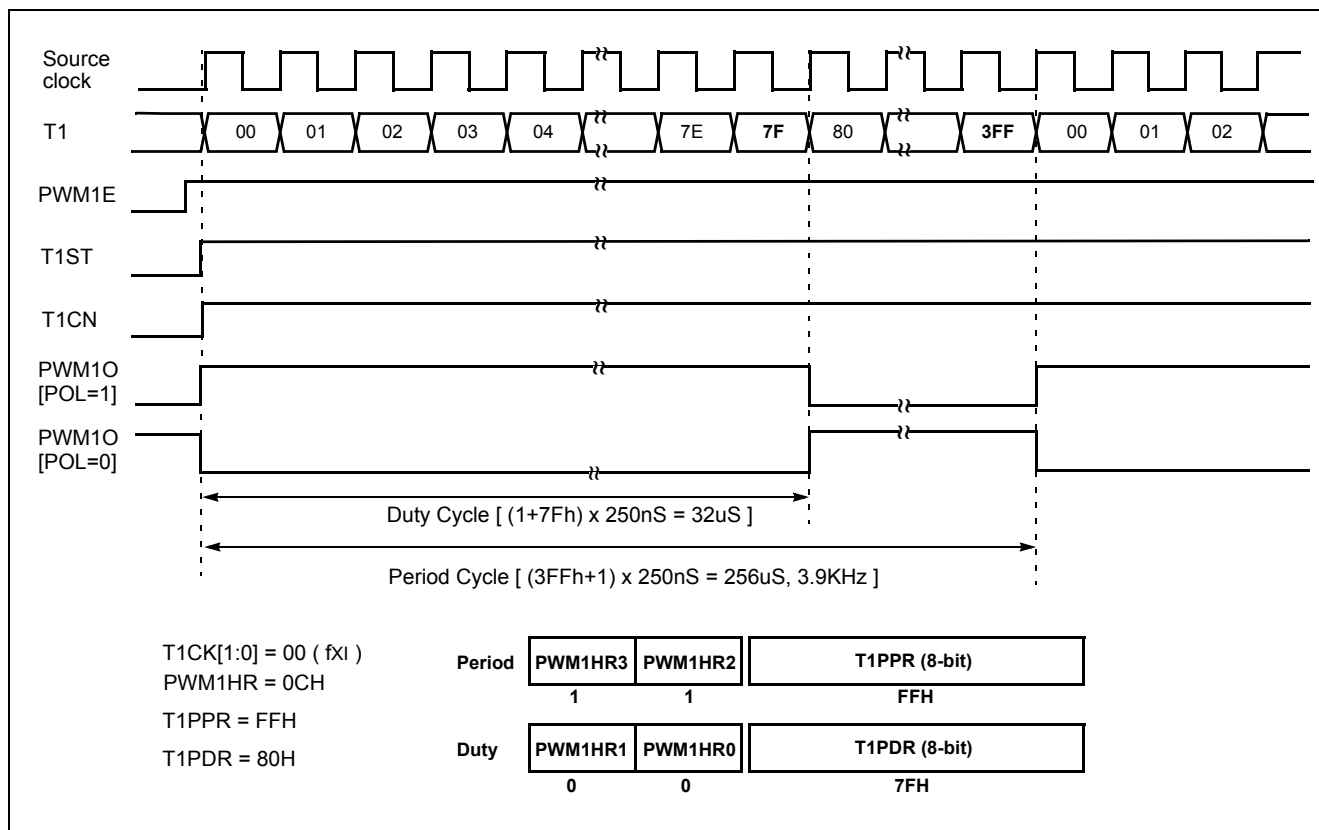 Source
clock
T1
00 01 02 03 04 7E 7F 80 3FF 00 01 02
PWM1E
T1ST
T1CN
PWM1O
[POL=1]
PWM1O
[POL=0]
Duty Cycle [ (1+7Fh) x 250nS = 32uS ]
Period Cycle [ (3FFh+1) x 250nS = 256uS, 3.9KHz ]
T1CK[1:0] = 00 ( fXI )
PWM1HR = 0CH
T1PPR = FFH
T1PDR = 80H
Period PWM1HR3 PWM1HR2 T1PPR (8-bit)
1 1 FFH
Duty PWM1HR1 PWM1HR0 T1PDR (8-bit)
0 0 7FH